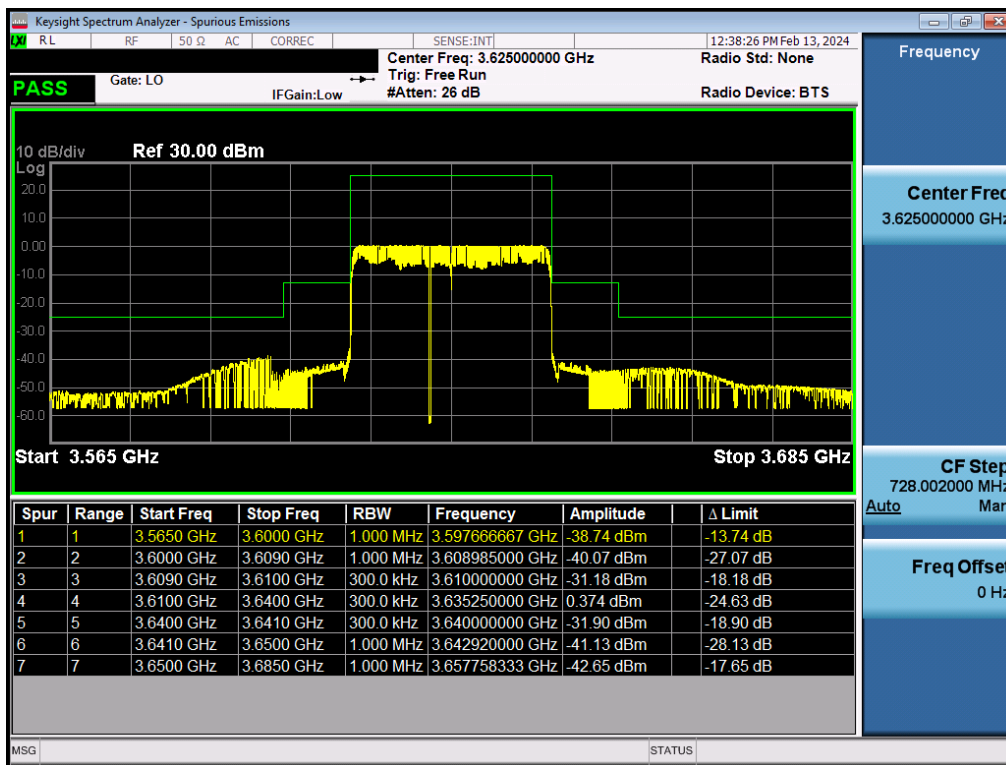 Keysight Spectrum Analyzer - Spurious Emissions
LXI RL RF 50 Ω AC CORREC SENSE:INT 12:38:26 PM Feb 13, 2024
Center Freq: 3.625000000 GHz Radio Std: None
Gate: LO Trig: Free Run
PASS IFGain:Low #Atten: 26 dB Radio Device: BTS
10 dB/div Ref 30.00 dBm
Log
20.0
10.0
0.00
-10.0
-20.0
-30.0
-40.0
-50.0
-60.0
Start 3.565 GHz Stop 3.685 GHz
Spur Range Start Freq Stop Freq RBW Frequency Amplitude Δ Limit
1 1 3.5650 GHz 3.6000 GHz 1.000 MHz 3.597666667 GHz -38.74 dBm -13.74 dB
2 2 3.6000 GHz 3.6090 GHz 1.000 MHz 3.608985000 GHz -40.07 dBm -27.07 dB
3 3 3.6090 GHz 3.6100 GHz 300.0 kHz 3.610000000 GHz -31.18 dBm -18.18 dB
4 4 3.6100 GHz 3.6400 GHz 300.0 kHz 3.635250000 GHz 0.374 dBm -24.63 dB
5 5 3.6400 GHz 3.6410 GHz 300.0 kHz 3.640000000 GHz -31.90 dBm -18.90 dB
6 6 3.6410 GHz 3.6500 GHz 1.000 MHz 3.642920000 GHz -41.13 dBm -28.13 dB
7 7 3.6500 GHz 3.6850 GHz 1.000 MHz 3.657758333 GHz -42.65 dBm -17.65 dB
MSG STATUS
Frequency
Center Freq
3.625000000 GHz
CF Step
728.002000 MHz
Auto Man
Freq Offset
0 Hz